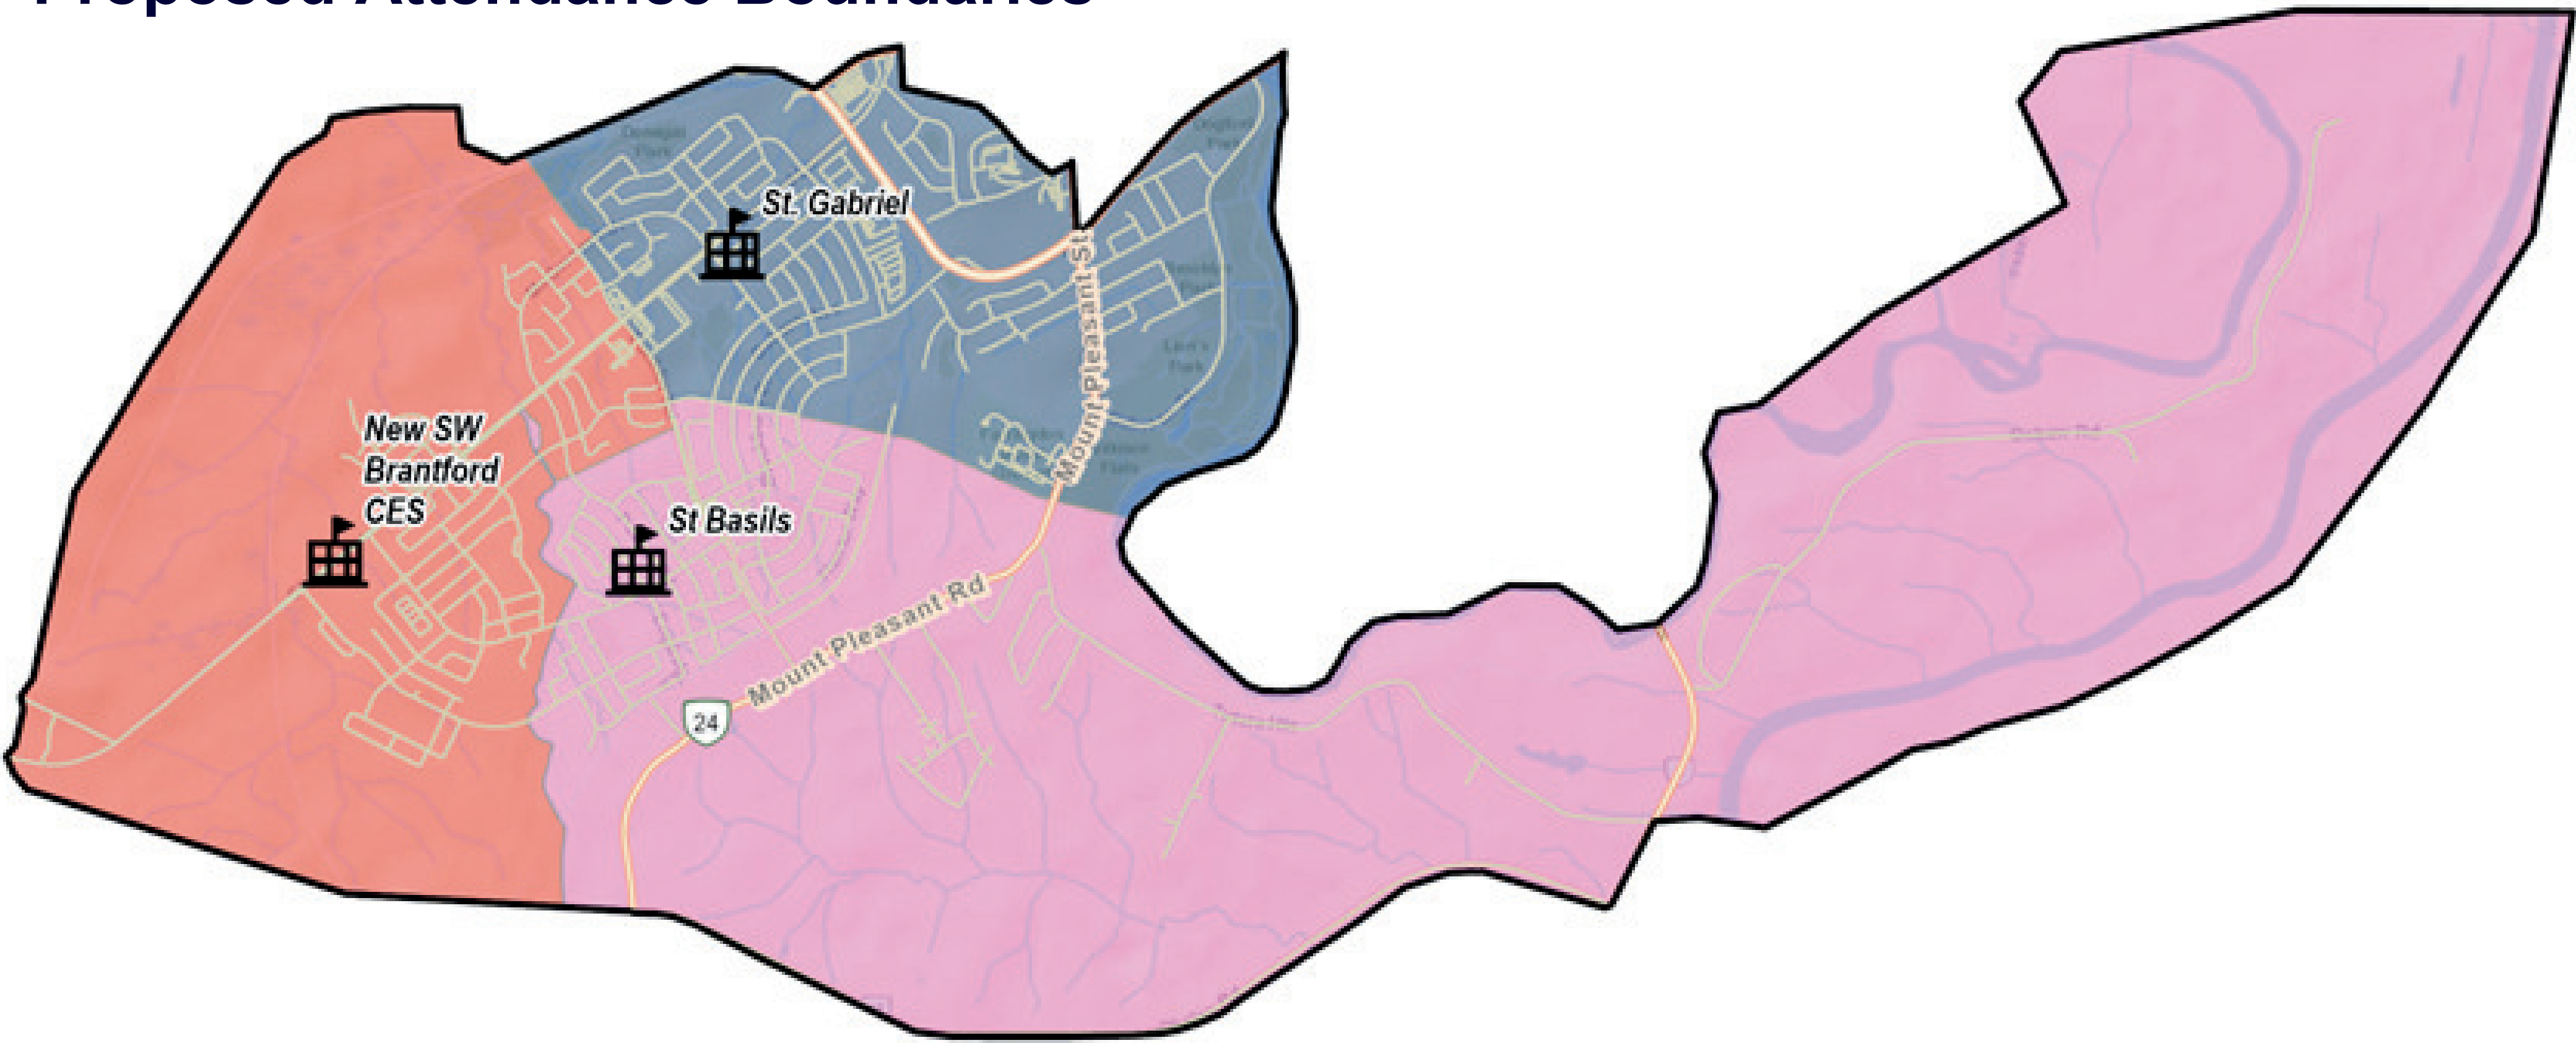 Proposed Attendance Boundaries
St. Gabriel
Mount Pleasant St
New SW
Brantford
CES
St Basils
Mount Pleasant Rd
24